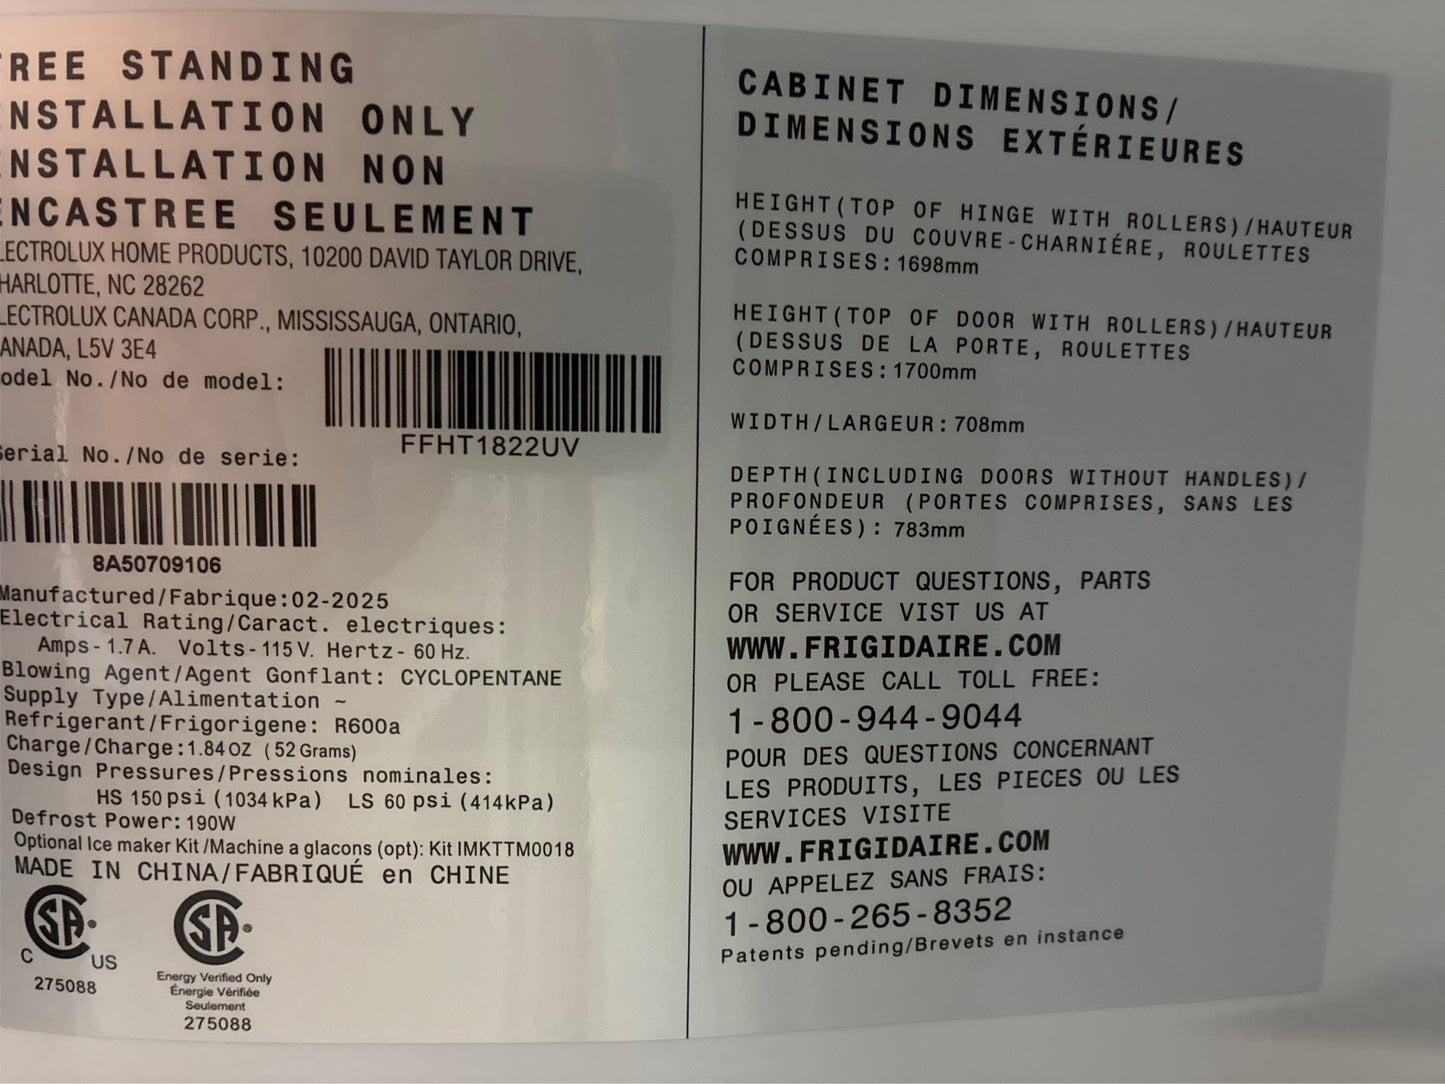 REE STANDING
NSTALLATION ONLY
NSTALLATION NON
NCASTREE SEULEMENT
LECTROLUX HOME PRODUCTS, 10200 DAVID TAYLOR DRIVE,
HARLOTTE, NC 28262
LECTROLUX CANADA CORP., MISSISSAUGA, ONTARIO,
ANADA, L5V 3E4
odel No./No de model:
FFHT1822UV
Serial No./No de serie:
8A50709106
Manufactured/Fabrique:02-2025
Electrical Rating/Caract. electriques:
Amps- 1.7 A. Volts- 115 V. Hertz- 60 Hz.
Blowing Agent/Agent Gonflant: CYCLOPENTANE
Supply Type/Alimentation ~
Refrigerant/Frigorigene: R600a
Charge/Charge:1.84 OZ (52 Grams)
Design Pressures/Pressions nominales:
HS 150 psi (1034 kPa) LS 60 psi (414kPa)
Defrost Power:190W
Optional Ice maker Kit /Machine a glacons (opt): Kit IMKTTM0018
MADE IN CHINA/FABRIQUÉ en CHINE
SA®
C US
275088
SA®
Energy Verified Only
Énergie Vérifiée
Seulement
275088
CABINET DIMENSIONS/
DIMENSIONS EXTÉRIEURES
HEIGHT(TOP OF HINGE WITH ROLLERS)/HAUTEUR
(DESSUS DU COUVRE-CHARNIÉRE, ROULETTES
COMPRISES:1698mm
HEIGHT(TOP OF DOOR WITH ROLLERS)/HAUTEUR
(DESSUS DE LA PORTE, ROULETTES
COMPRISES:1700mm
WIDTH/LARGEUR:708mm
DEPTH(INCLUDING DOORS WITHOUT HANDLES)/
PROFONDEUR (PORTES COMPRISES, SANS LES
POIGNÉES): 783mm
FOR PRODUCT QUESTIONS, PARTS
OR SERVICE VIST US AT
WWW.FRIGIDAIRE.COM
OR PLEASE CALL TOLL FREE:
1-800-944-9044
POUR DES QUESTIONS CONCERNANT
LES PRODUITS, LES PIECES OU LES
SERVICES VISITE
WWW.FRIGIDAIRE.COM
OU APPELEZ SANS FRAIS:
1-800-265-8352
Patents pending/Brevets en instance